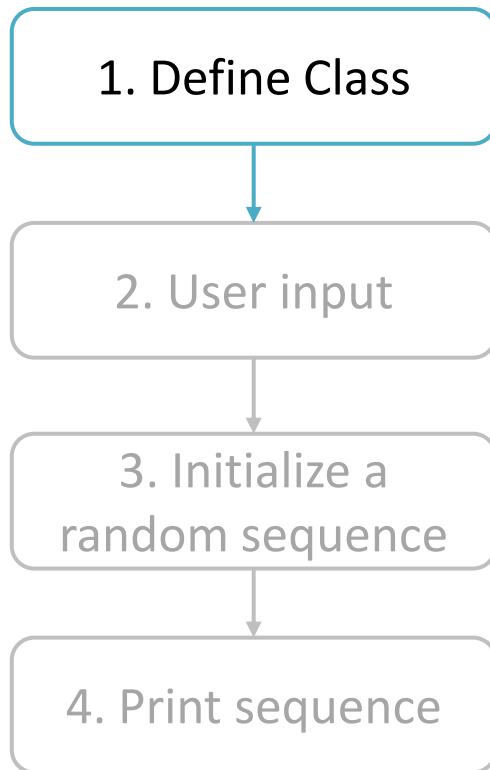 1. Define Class
2. User input
3. Initialize a
random sequence
4. Print sequence